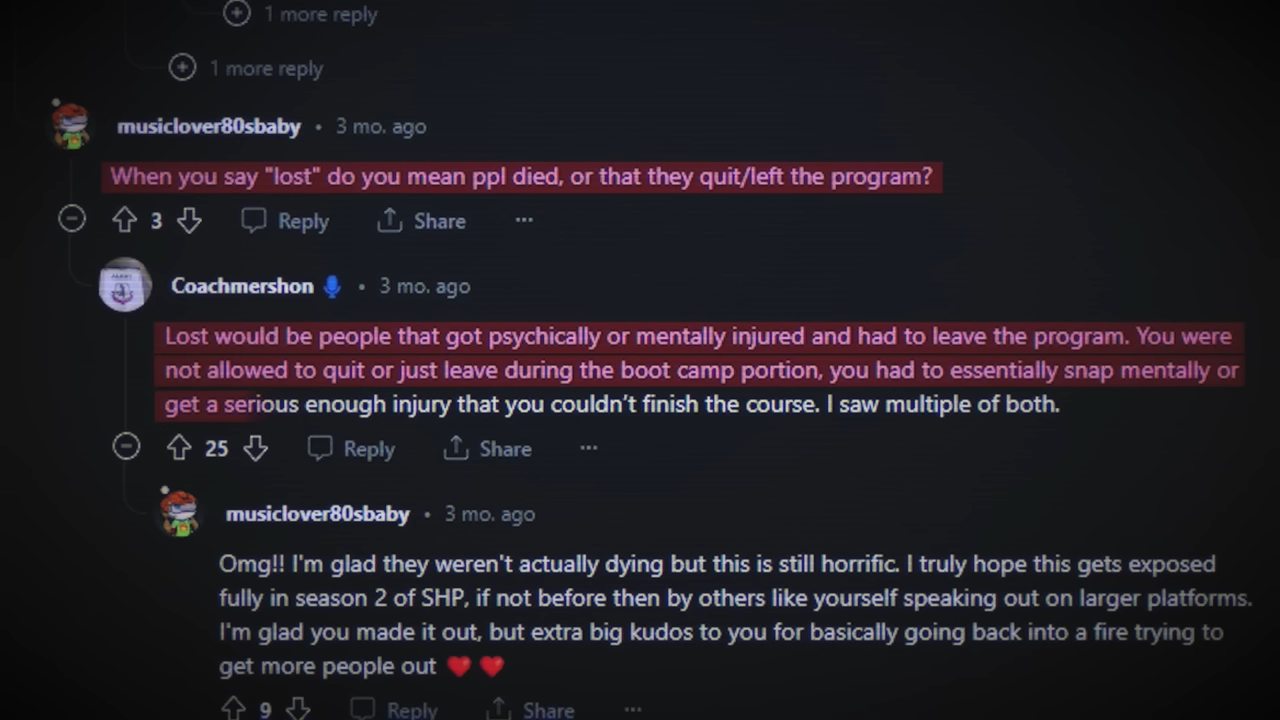 1 more reply
1 more reply
musiclover80sbaby • 3 mo. ago
When you say "lost" do you mean ppl died, or that they quit/left the program?
3 Reply Share ...
Coachmershon • 3 mo. ago
Lost would be people that got psychically or mentally injured and had to leave the program. You were
not allowed to quit or just leave during the boot camp portion, you had to essentially snap mentally or
get a serious enough injury that you couldn't finish the course. I saw multiple of both.
25 Reply Share ...
musiclover80sbaby • 3 mo. ago
Omg!! I'm glad they weren't actually dying but this is still horrific. I truly hope this gets exposed
fully in season 2 of SHP, if not before then by others like yourself speaking out on larger platforms.
I'm glad you made it out, but extra big kudos to you for basically going back into a fire trying to
get more people out ❤️ ❤️
9 Reply Share ...